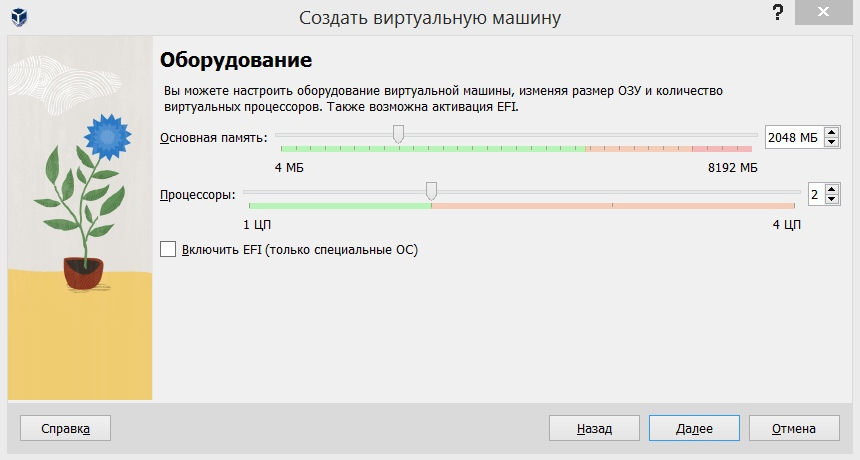 Создать виртуальную машину
?
Оборудование
Вы можете настроить оборудование виртуальной машины, изменяя размер ОЗУ и количество
виртуальных процессоров. Также возможна активация EFI.
Основная память: 2048 МБ
4 МБ 8192 МБ
Процессоры: 2
1 ЦП 4 ЦП
Включить EFI (только специальные ОС)
Справка Назад Далее Отмена